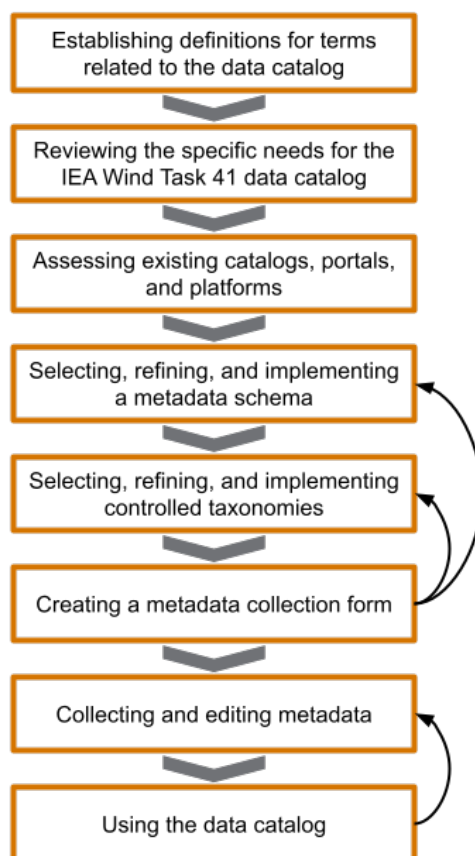 Establishing definitions for terms
related to the data catalog
Reviewing the specific needs for the
IEA Wind Task 41 data catalog
Assessing existing catalogs, portals,
and platforms
Selecting, refining, and implementing
a metadata schema
Selecting, refining, and implementing
controlled taxonomies
Creating a metadata collection form
Collecting and editing metadata
Using the data catalog